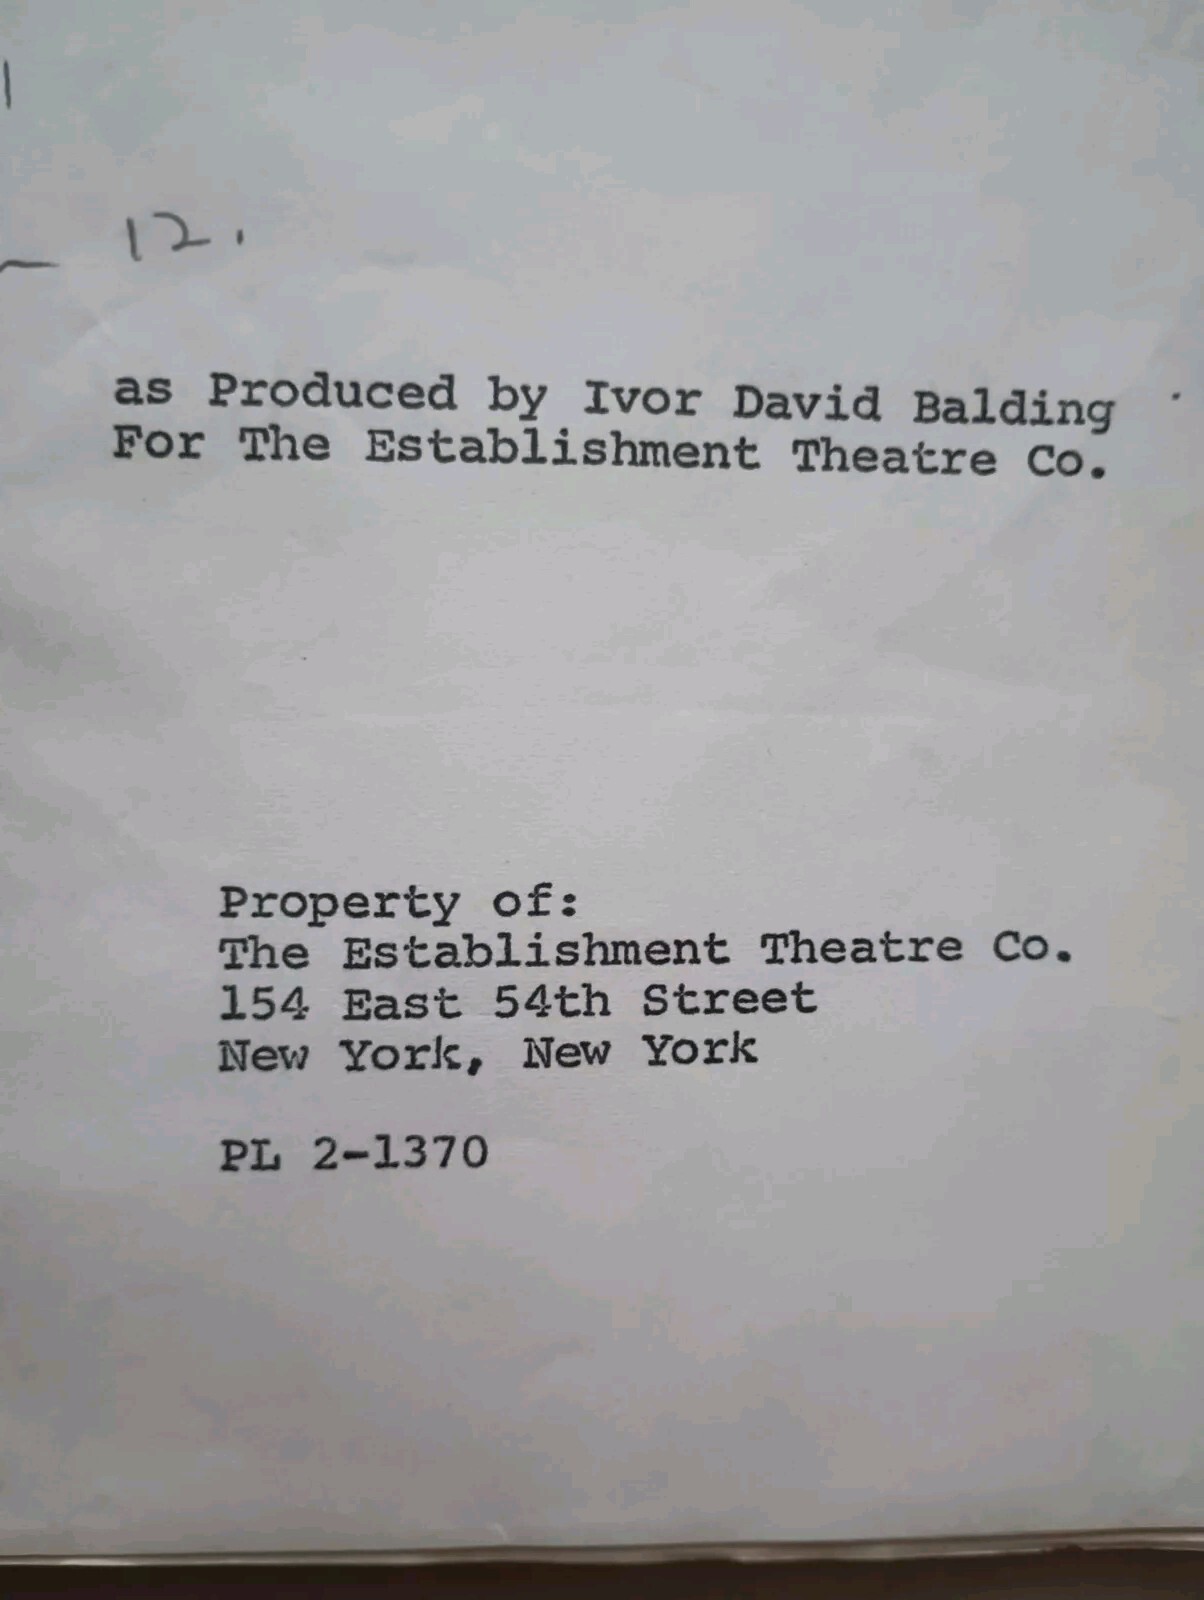 12.
as Produced by Ivor David Balding
For The Establishment Theatre Co.
Property of:
The Establishment Theatre Co.
154 East 54th Street
New York, New York
PL 2-1370